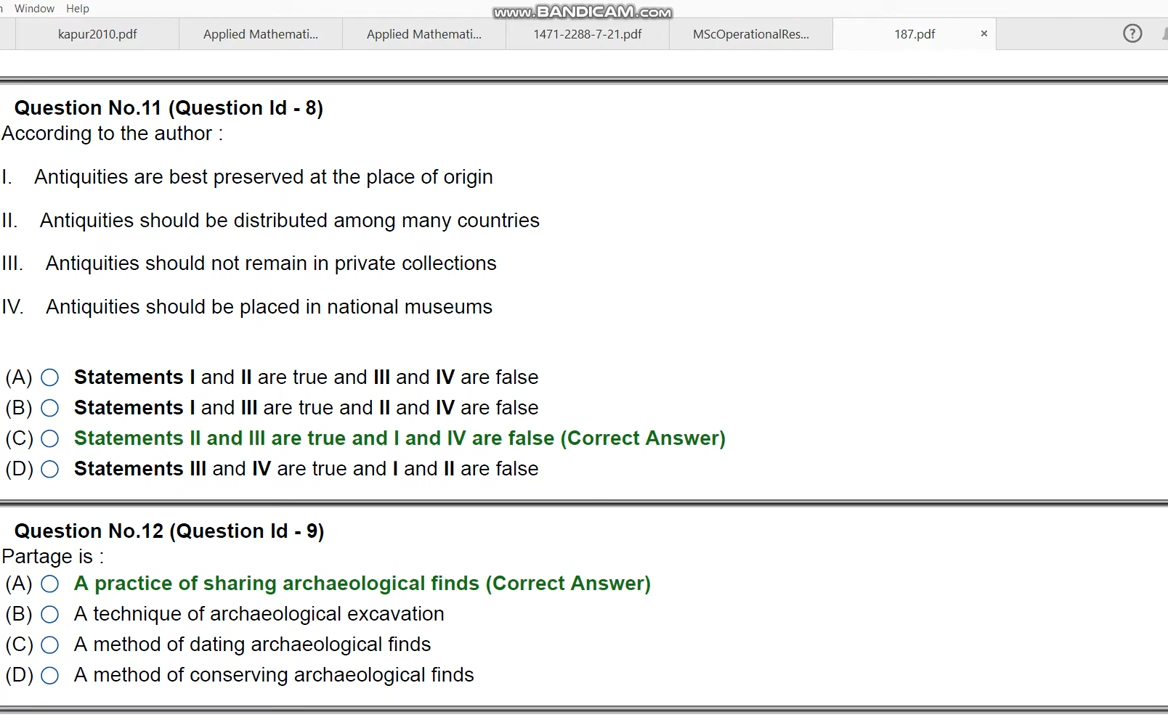 Window Help
www.BANDICAM.com
kapur2010.pdf
Applied Mathemati...
Applied Mathemati...
1471-2288-7-21.pdf
MScOperationalRes...
187.pdf
×
?
Question No.11 (Question Id - 8)
According to the author :
I. Antiquities are best preserved at the place of origin
II. Antiquities should be distributed among many countries
III. Antiquities should not remain in private collections
IV. Antiquities should be placed in national museums
(A) Statements I and II are true and III and IV are false
(B) Statements I and III are true and II and IV are false
(C) Statements II and III are true and I and IV are false (Correct Answer)
(D) Statements III and IV are true and I and II are false
Question No.12 (Question Id - 9)
Partage is :
(A) A practice of sharing archaeological finds (Correct Answer)
(B) A technique of archaeological excavation
(C) A method of dating archaeological finds
(D) A method of conserving archaeological finds